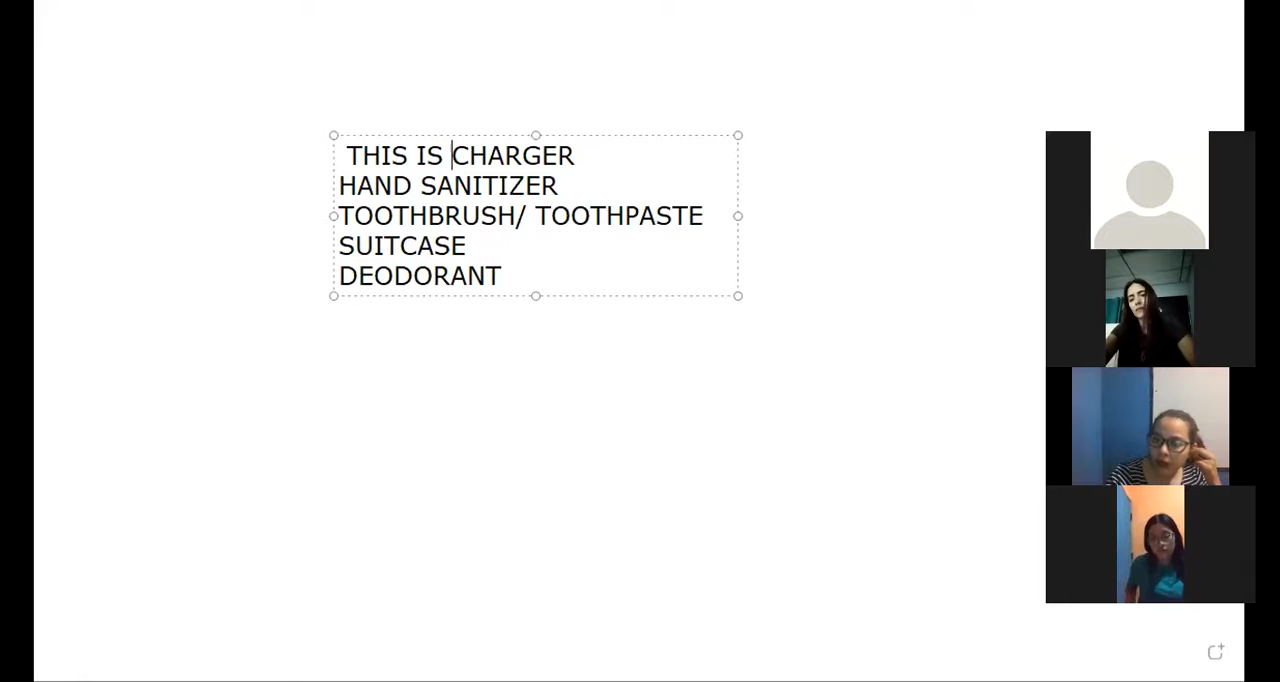 THIS IS CHARGER
HAND SANITIZER
TOOTHBRUSH/ TOOTHPASTE
SUITCASE
DEODORANT